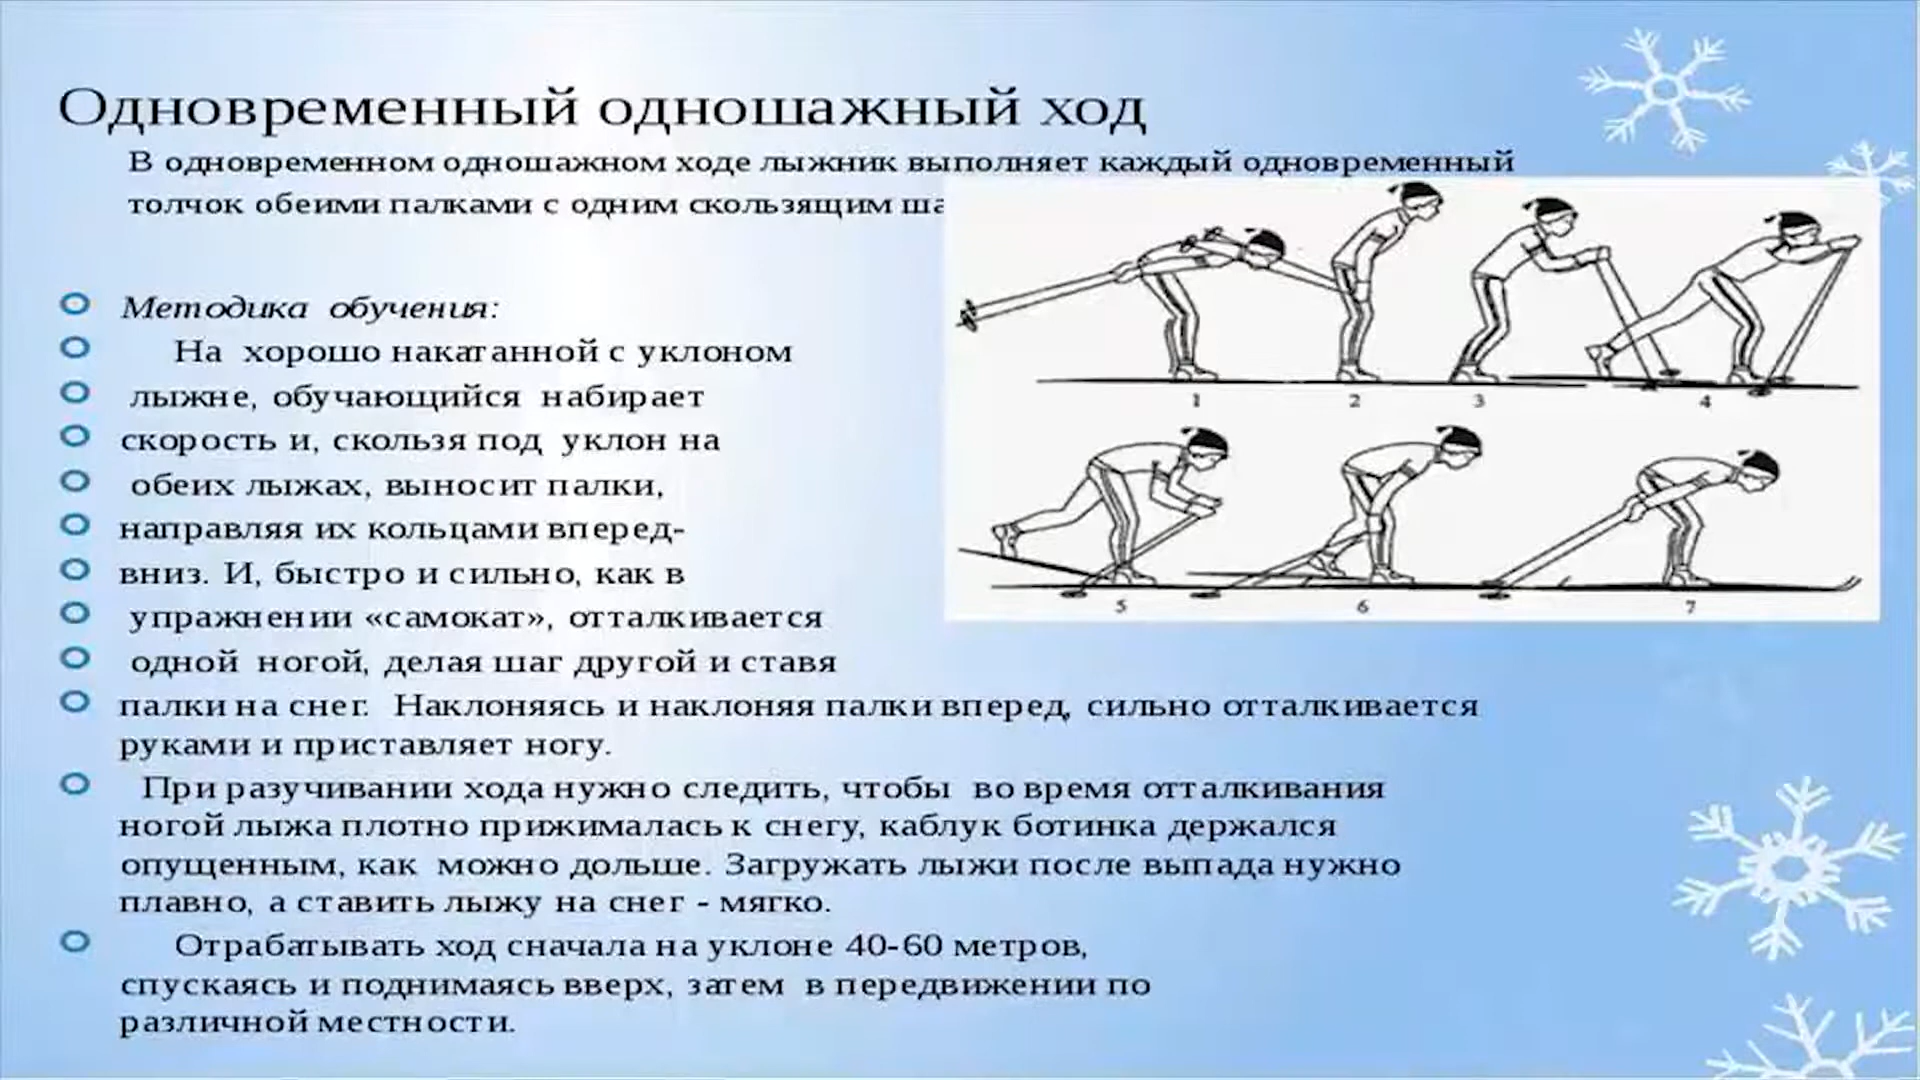 Одновременный одношажный ход
В одновременном одношажном ходе лыжник выполняет каждый одновременный
толчок обеими палками с одним скользящим
Методика обучения:
На хорошо накатанной с уклоном
лыжне, обучающийся набирает
скорость и, скользя под уклон на
обеих лыжах, выносит палки,
направляя их кольцами вперед-
вниз. И, быстро и сильно, как в
упражнении «самокат», отталкивается
одной ногой, делая шаг другой и ставя
палки на снег. Наклоняясь и наклоняя палки вперед, сильно отталкивается
руками и приставляет ногу.
При разучивании хода нужно следить, чтобы во время отталкивания
ногой лыжа плотно прижималась к снегу, каблук ботинка держался
опущенным, как можно дольше. Загружать лыжи после выпада нужно
плавно, а ставить лыжу на снег - мягко.
Отрабатывать ход сначала на уклоне 40-60 метров,
спускаясь и поднимаясь вверх, затем в передвижении по
различной местности.
1 2 3 4
5 6 7